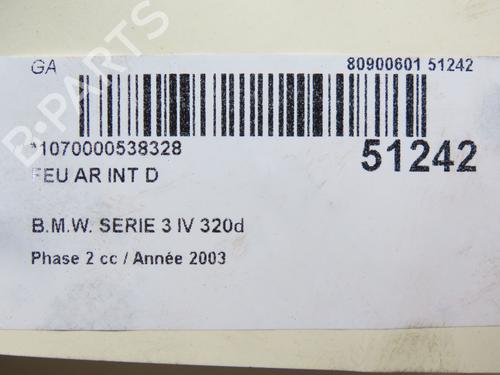 GA
80900601 51242
*1070000538328
51242
FEU AR INT D
B.M.W. SERIE 3 IV 320d
Phase 2 cc / Année 2003
B-PARTS